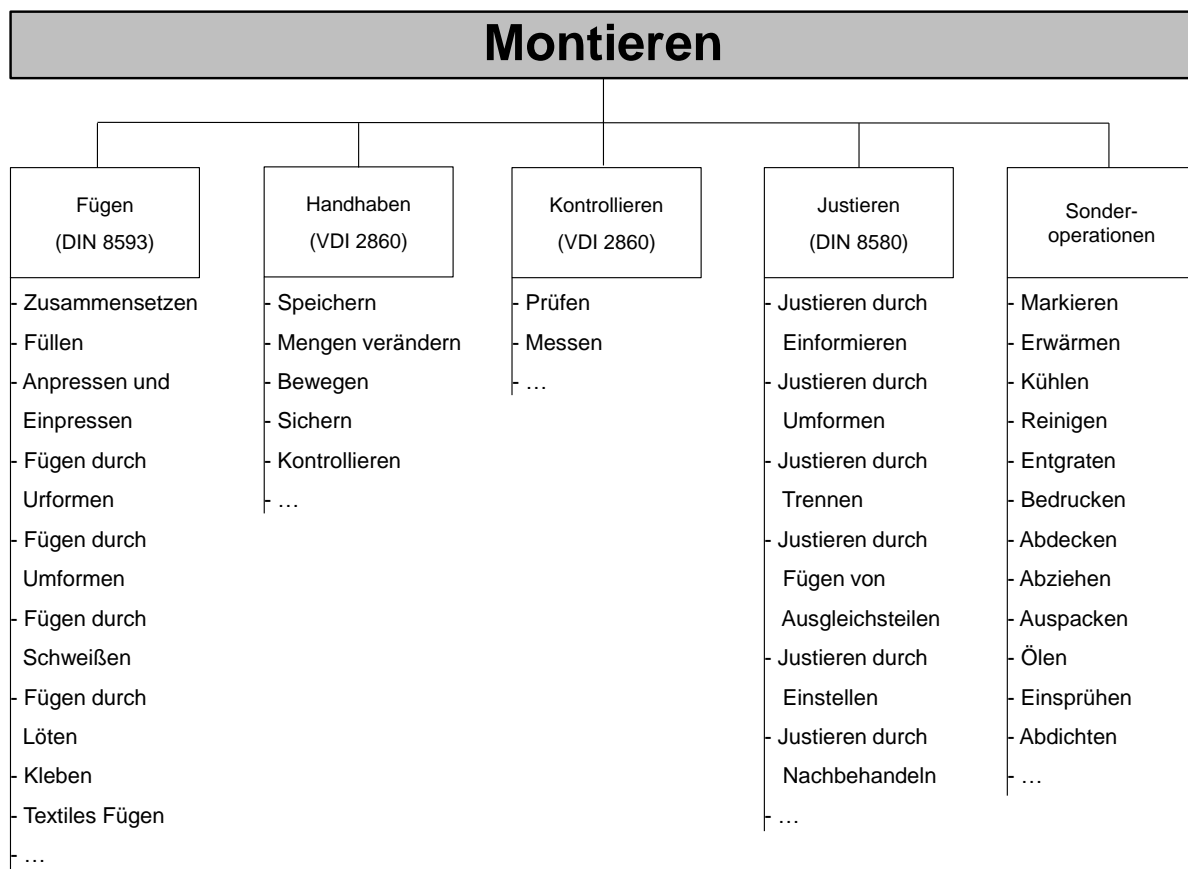 Montieren
Fügen
(DIN 8593)
- Zusammensetzen
- Füllen
- Anpressen und
Einpressen
- Fügen durch
Urformen
- Fügen durch
Umformen
- Fügen durch
Schweißen
- Fügen durch
Löten
- Kleben
- Textiles Fügen
- …
Handhaben
(VDI 2860)
- Speichern
- Mengen verändern
- Bewegen
- Sichern
- Kontrollieren
- …
Kontrollieren
(VDI 2860)
- Prüfen
- Messen
- …
Justieren
(DIN 8580)
- Justieren durch
Einformieren
- Justieren durch
Umformen
- Justieren durch
Trennen
- Justieren durch
Fügen von
Ausgleichsteilen
- Justieren durch
Einstellen
- Justieren durch
Nachbehandeln
- …
Sonder-
operationen
- Markieren
- Erwärmen
- Kühlen
- Reinigen
- Entgraten
- Bedrucken
- Abdecken
- Abziehen
- Auspacken
- Ölen
- Einsprühen
- Abdichten
- …